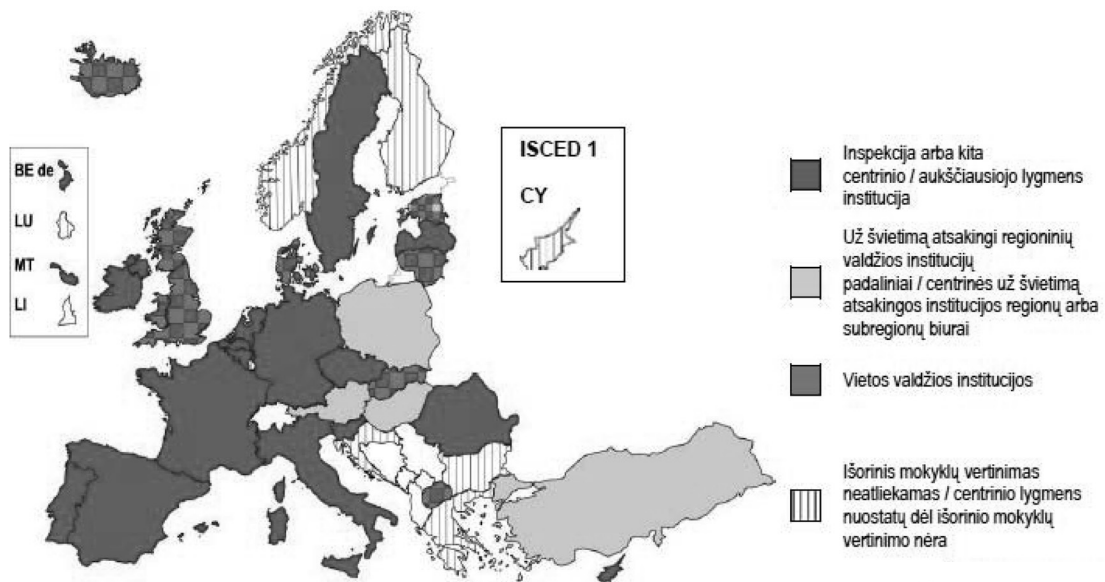 BE de
LU
MT
LI
ISCED 1
CY
Inspekcija arba kita
centrinio / aukščiausiojo lygmens
institucija
Už švietimą atsakingi regioninių
valdžios institucijų
padaliniai / centrinės už švietimą
atsakingos institucijos regionų arba
subregionų biurai
Vietos valdžios institucijos
Išorinis mokyklų vertinimas
neatliekamas / centrinio lygmens
nuostatų dėl išorinio mokyklų
vertinimo nėra